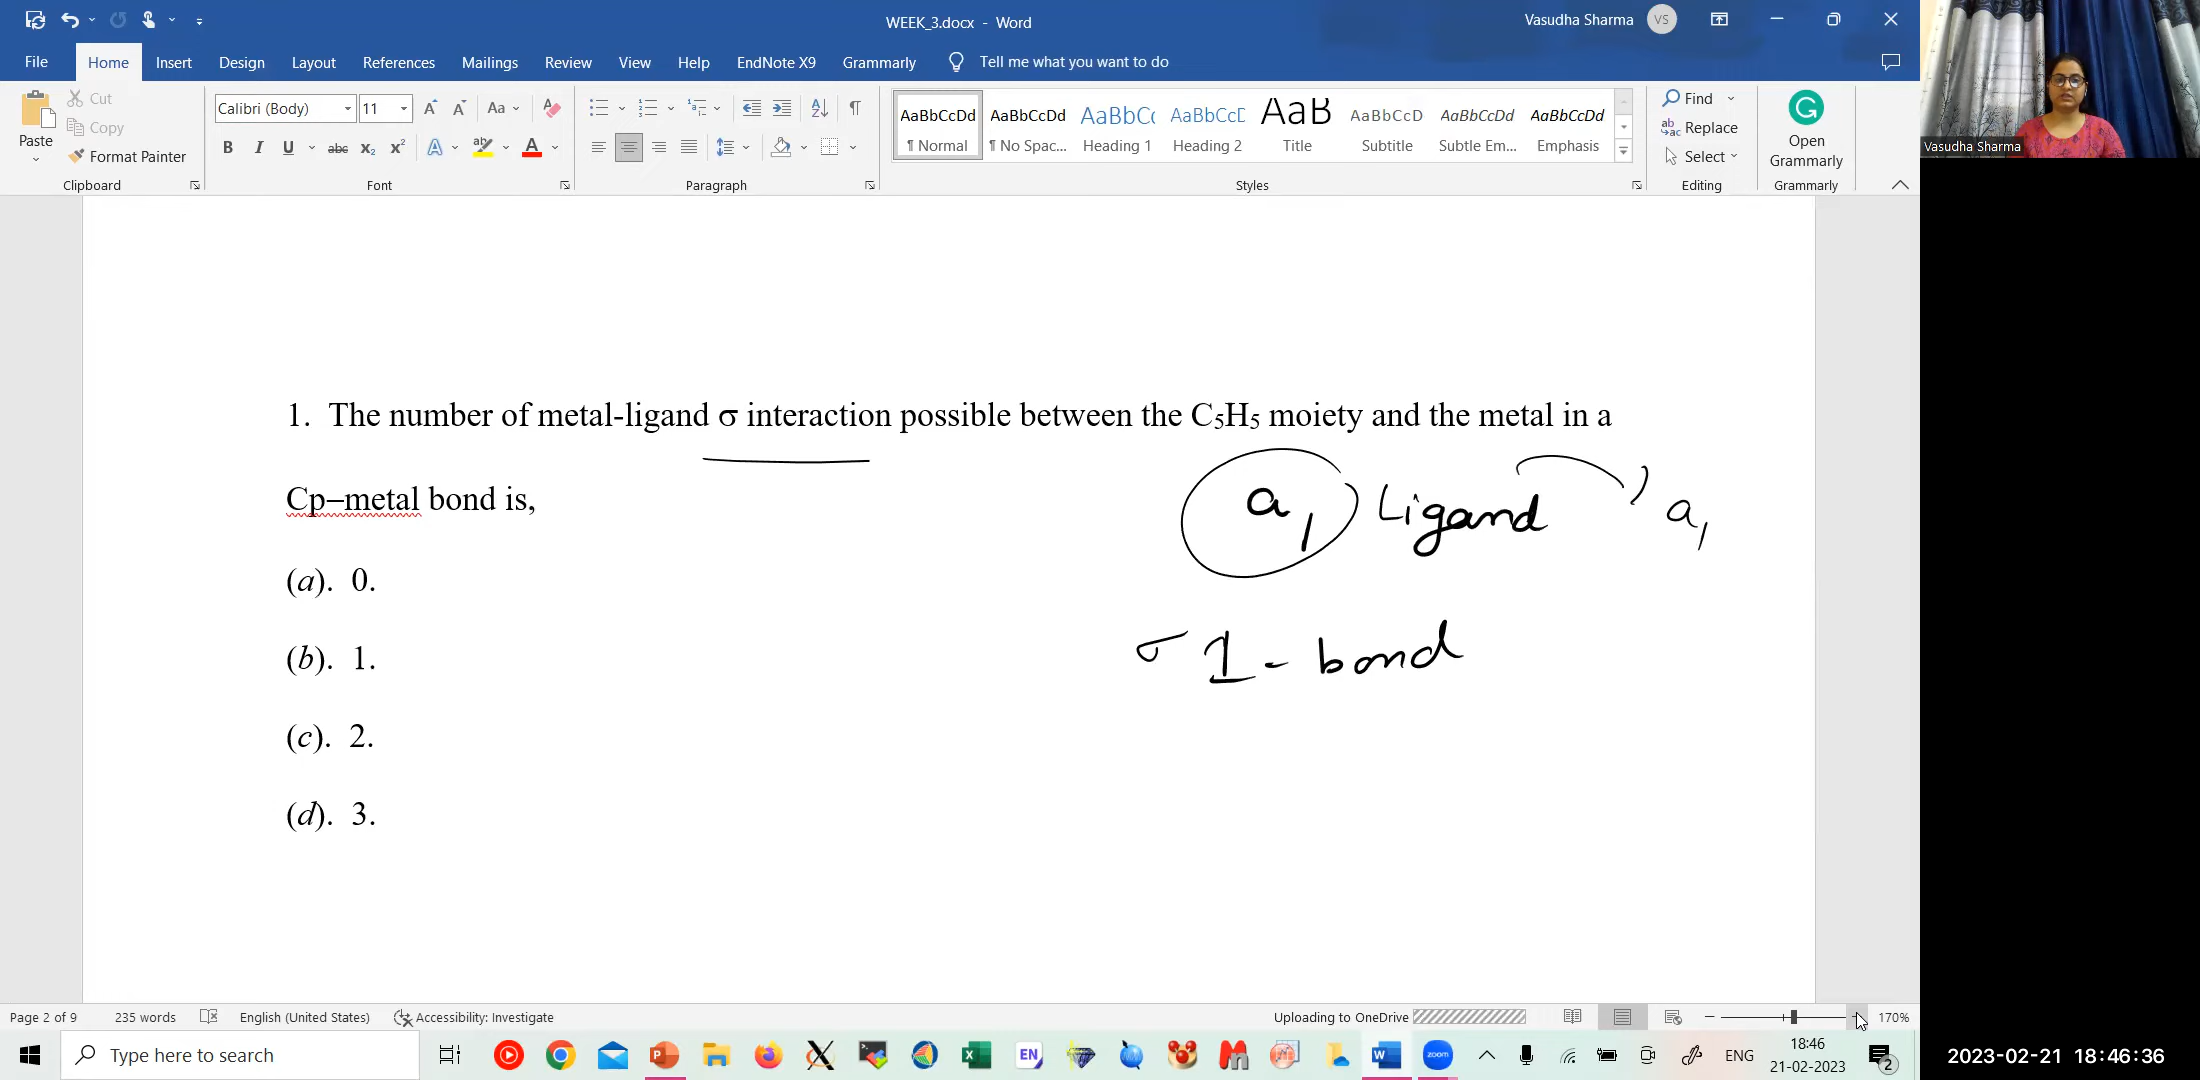 WEEK_3.docx - Word
Vasudha Sharma VS
File Home Insert Design Layout References Mailings Review View Help EndNote X9 Grammarly Tell me what you want to do
Paste
Cut
Copy
Format Painter
Clipboard
Calibri (Body) 11
Font
Paragraph
AaBbCcDd AaBbCcDd AaBbCc AaBbCcD AaB AaBbCcD AaBbCcDd AaBbCcDd
¶ Normal ¶ No Spac... Heading 1 Heading 2 Title Subtitle Subtle Em... Emphasis
Styles
Find
Replace
Select
Editing
Open Grammarly
Grammarly
Vasudha Sharma
1. The number of metal-ligand σ interaction possible between the C₅H₅ moiety and the metal in a
Cp–metal bond is,
a₁ Ligand a₁
(a). 0.
(b). 1.
σ 1 - bond
(c). 2.
(d). 3.
Page 2 of 9 235 words English (United States) Accessibility: Investigate Uploading to OneDrive 170%
Type here to search
EN
zoom
ENG
18:46
21-02-2023
2
2023-02-21 18:46:36